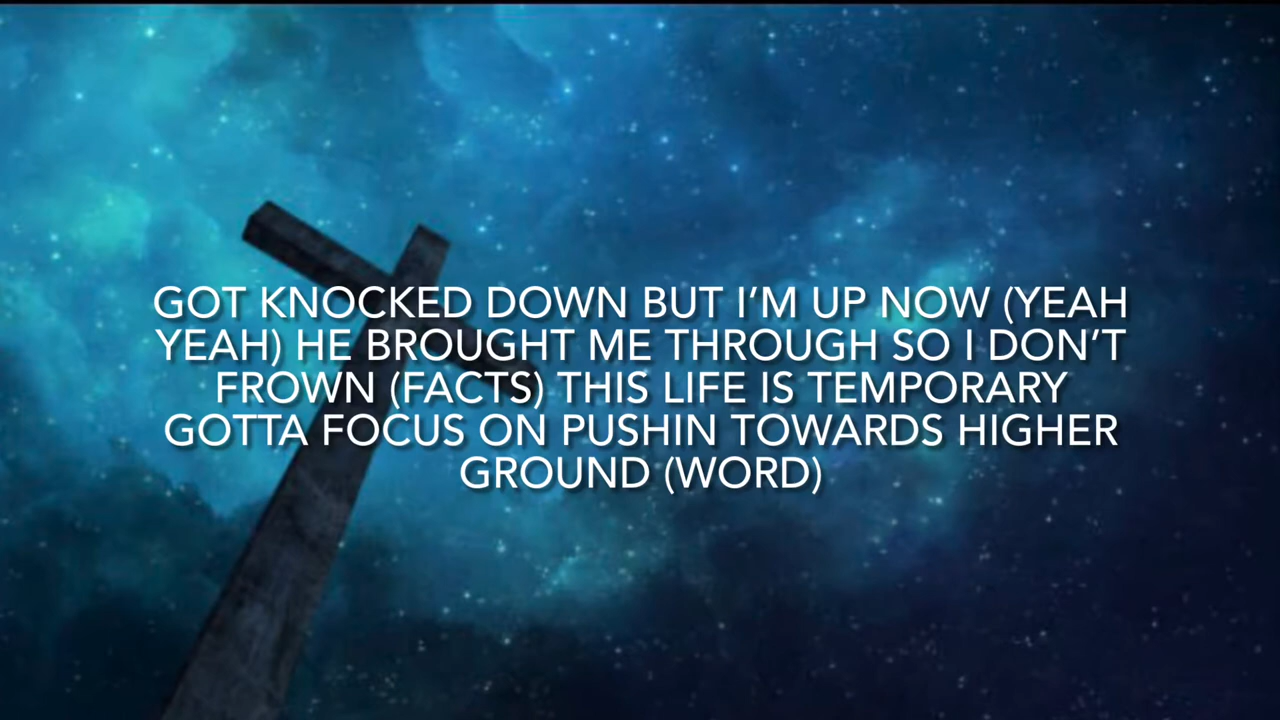 GOT KNOCKED DOWN BUT I’M UP NOW (YEAH
YEAH) HE BROUGHT ME THROUGH SO I DON’T
FROWN (FACTS) THIS LIFE IS TEMPORARY
GOTTA FOCUS ON PUSHIN TOWARDS HIGHER
GROUND (WORD)